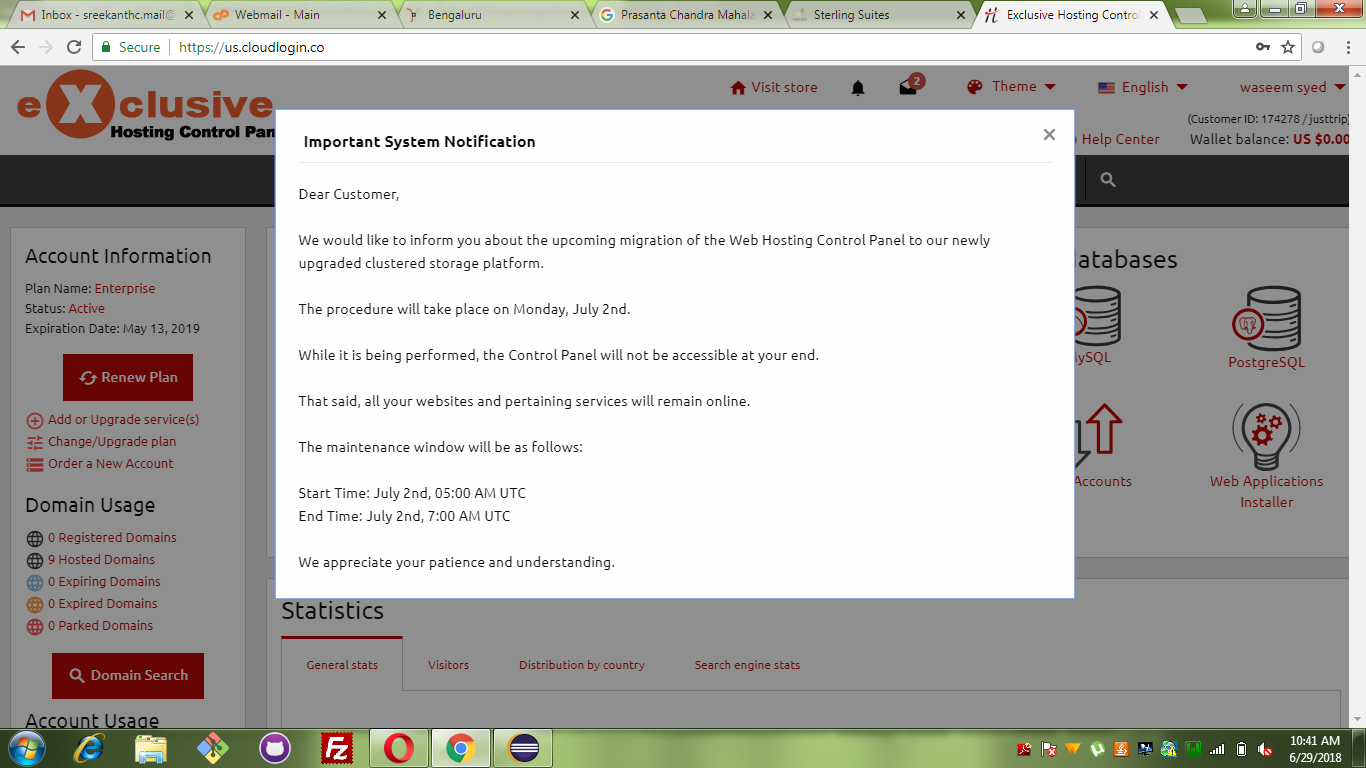 Inbox - sreekanthc.mail@
Webmail - Main
Bengaluru
Prasanta Chandra Mahala
Sterling Suites
Exclusive Hosting Contro
Secure
https://us.cloudlogin.co
eXclusive
Hosting Control Pan
Visit store
2
Theme
English
waseem syed
(Customer ID: 174278 / justtrip)
Help Center
Wallet balance: US $0.00
Important System Notification
Dear Customer,
We would like to inform you about the upcoming migration of the Web Hosting Control Panel to our newly
upgraded clustered storage platform.
The procedure will take place on Monday, July 2nd.
While it is being performed, the Control Panel will not be accessible at your end.
That said, all your websites and pertaining services will remain online.
The maintenance window will be as follows:
Start Time: July 2nd, 05:00 AM UTC
End Time: July 2nd, 7:00 AM UTC
We appreciate your patience and understanding.
Account Information
Plan Name: Enterprise
Status: Active
Expiration Date: May 13, 2019
Renew Plan
Add or Upgrade service(s)
Change/Upgrade plan
Order a New Account
Domain Usage
0 Registered Domains
9 Hosted Domains
0 Expiring Domains
0 Expired Domains
0 Parked Domains
Domain Search
Account Usage
atabases
ySQL
PostgreSQL
Accounts
Web Applications
Installer
Statistics
General stats
Visitors
Distribution by country
Search engine stats
Fz
10:41 AM
6/29/2018